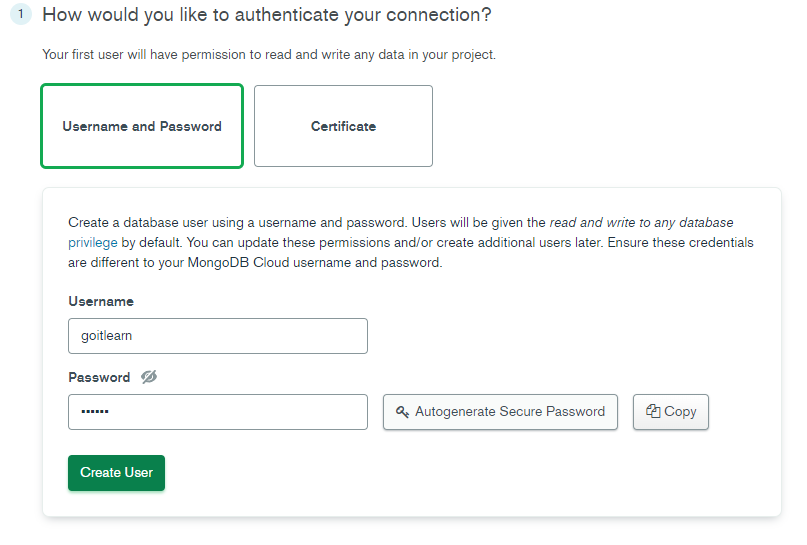 1 How would you like to authenticate your connection?
Your first user will have permission to read and write any data in your project.
Username and Password
Certificate
Create a database user using a username and password. Users will be given the read and write to any database
privilege by default. You can update these permissions and/or create additional users later. Ensure these credentials
are different to your MongoDB Cloud username and password.
Username
goitlearn
Password
••••••
Autogenerate Secure Password
Copy
Create User